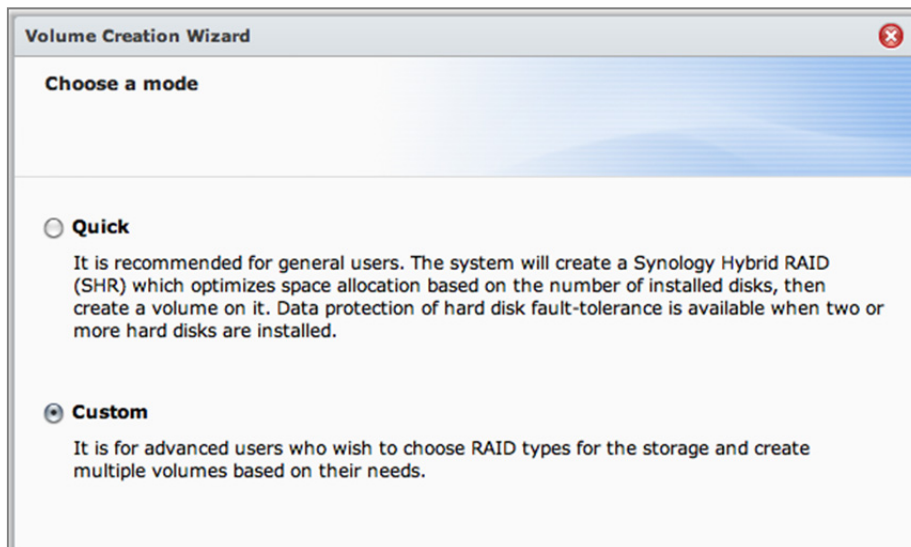 Volume Creation Wizard
Choose a mode
Quick
It is recommended for general users. The system will create a Synology Hybrid RAID
(SHR) which optimizes space allocation based on the number of installed disks, then
create a volume on it. Data protection of hard disk fault-tolerance is available when two or
more hard disks are installed.
Custom
It is for advanced users who wish to choose RAID types for the storage and create
multiple volumes based on their needs.